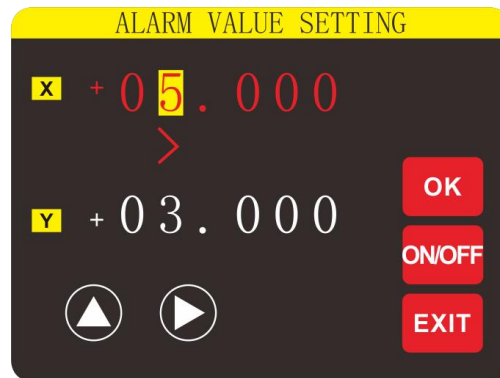 ALARM VALUE SETTING
X + 05.000
>
Y + 03.000
OK
ON/OFF
EXIT